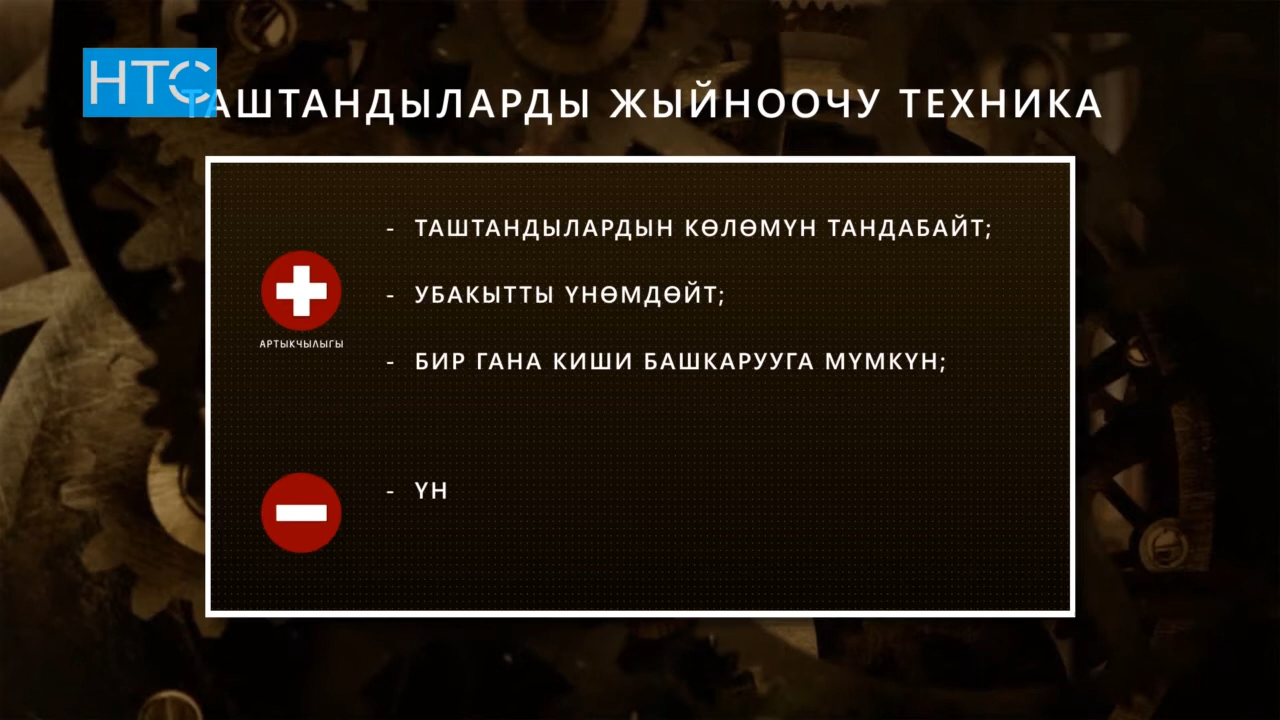 НТС
ТАШТАНДЫЛАРДЫ ЖЫЙНООЧУ ТЕХНИКА
- ТАШТАНДЫЛАРДЫН КӨЛӨМҮН ТАНДАБАЙТ;
- УБАКЫТТЫ ҮНӨМДӨЙТ;
АРТЫКЧЫЛЫГЫ
- БИР ГАНА КИШИ БАШКАРУУГА МҮМКҮН;
- ҮН